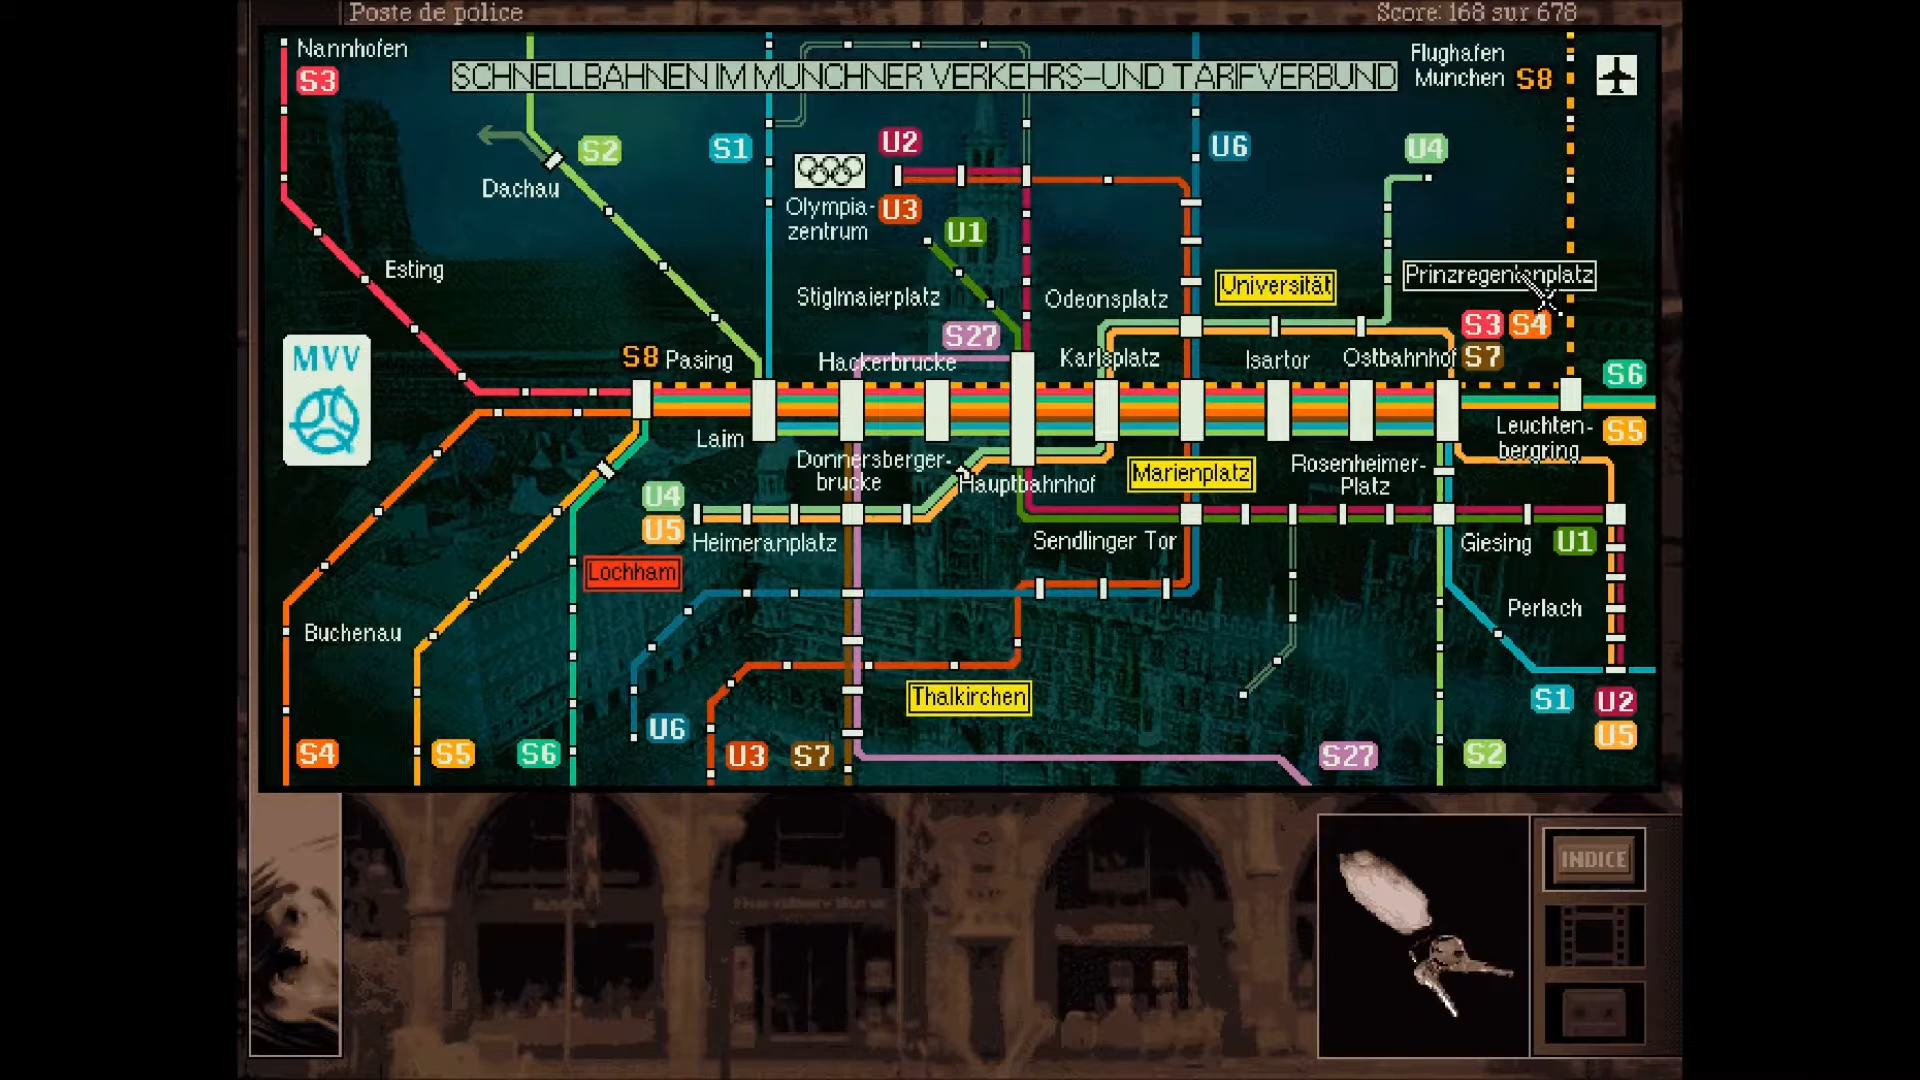 Poste de police
Score: 168 sur 678
Nannhofen
S3
SCHNELLBAHNEN IM MUNCHNER VERKEHRS-UND TARIFVERBUND
Flughafen
Munchen
S8
S2
Dachau
S1
U2
Olympia-
zentrum
U3
U1
U6
U4
Esting
Stiglmaierplatz
Odeonsplatz
Universität
Prinzregentenplatz
S27
S3
S4
MVV
S8
Pasing
Hackerbrucke
Karlsplatz
Isartor
Ostbahnhof
S7
S6
Laim
Donnersberger-
brucke
Hauptbahnhof
Marienplatz
Rosenheimer-
Platz
Leuchten-
bergring
S5
U4
U5
Heimeranplatz
Sendlinger Tor
Giesing
U1
Lochham
Buchenau
Perlach
Thalkirchen
S4
S5
S6
U6
U3
S7
S27
S2
S1
U2
U5
INDICE